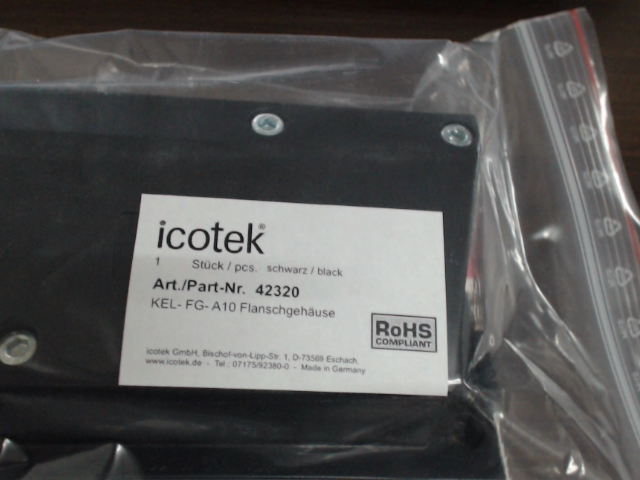 icotek®
1 Stück / pcs. schwarz / black
Art./Part-Nr. 42320
KEL- FG- A10 Flanschgehäuse
RoHS
COMPLIANT
icotek GmbH, Bischof-von-Lipp-Str. 1, D-73569 Eschach,
www.icotek.de - Tel.: 07175/92380-0 - Made in Germany